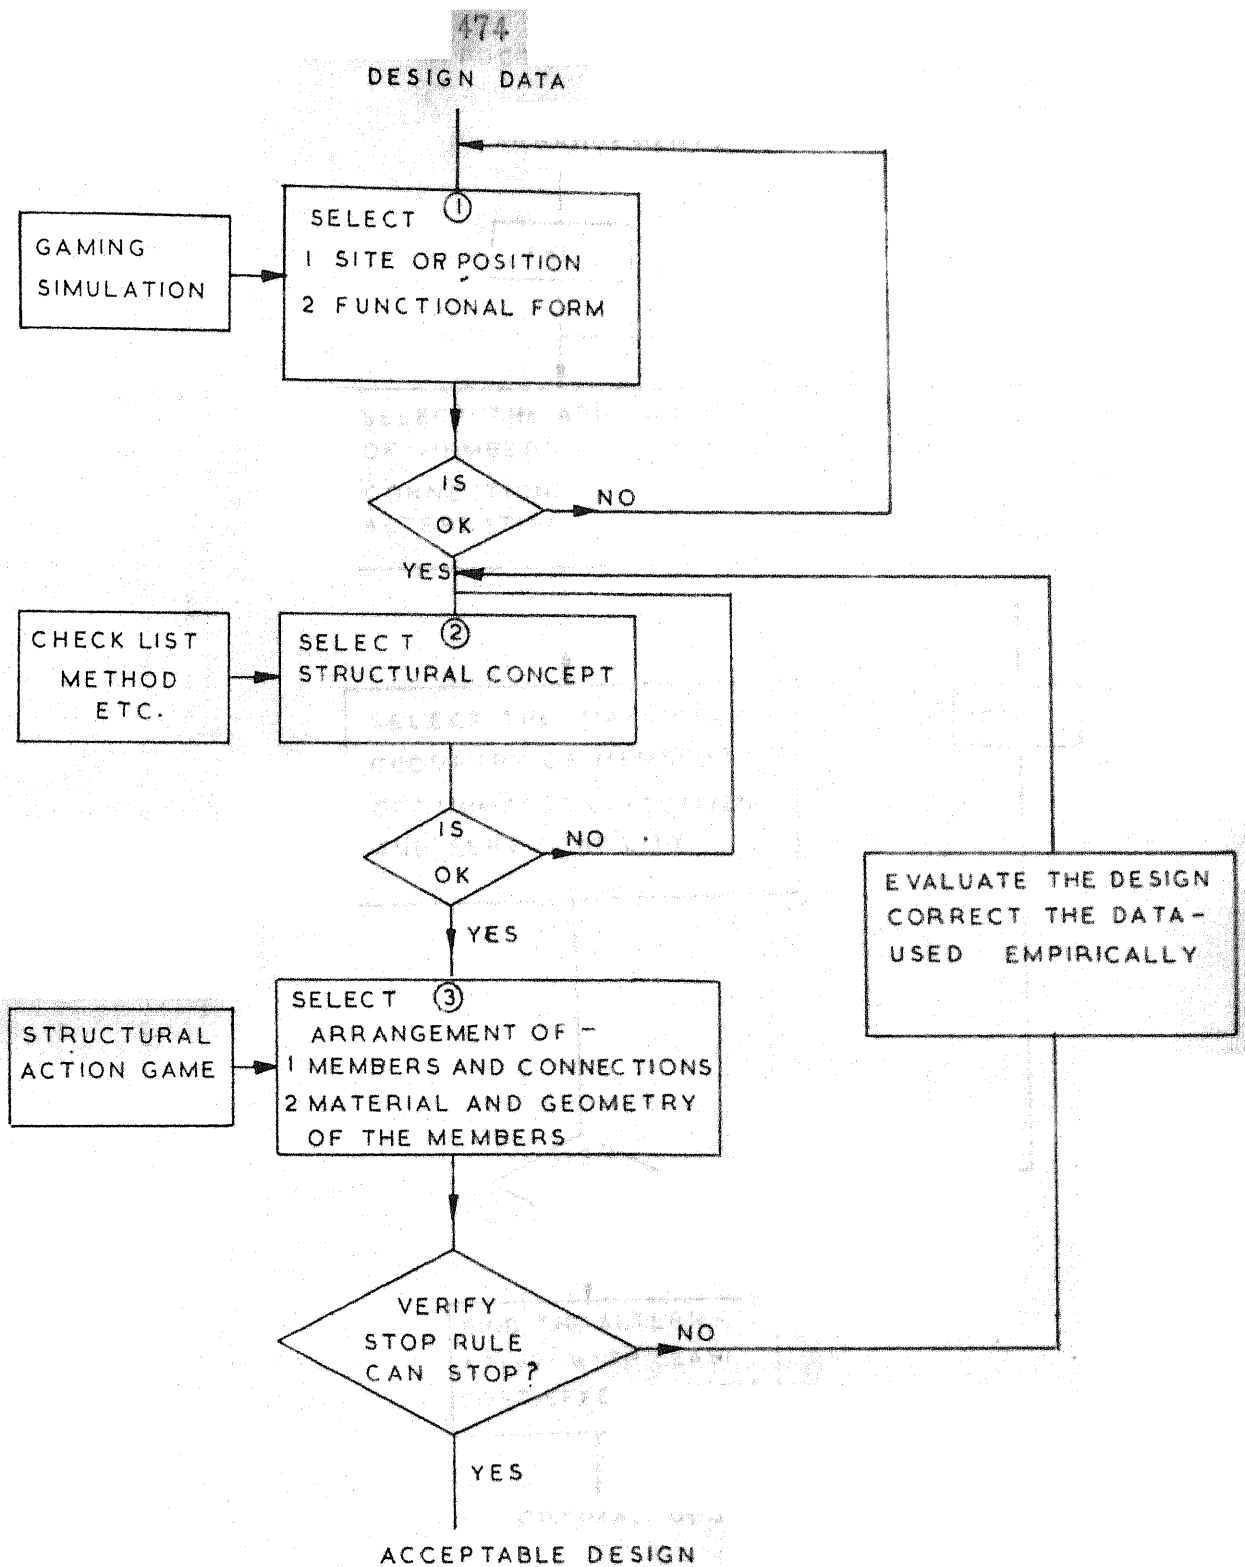 474
DESIGN DATA
SELECT 1
1 SITE OR POSITION
2 FUNCTIONAL FORM
GAMING
SIMULATION
IS
OK
NO
YES
SELECT 2
STRUCTURAL CONCEPT
CHECK LIST
METHOD
ETC.
IS
OK
NO
YES
EVALUATE THE DESIGN
CORRECT THE DATA-
USED EMPIRICALLY
SELECT 3
ARRANGEMENT OF -
1 MEMBERS AND CONNECTIONS
2 MATERIAL AND GEOMETRY
OF THE MEMBERS
STRUCTURAL
ACTION GAME
VERIFY
STOP RULE
CAN STOP?
NO
YES
ACCEPTABLE DESIGN